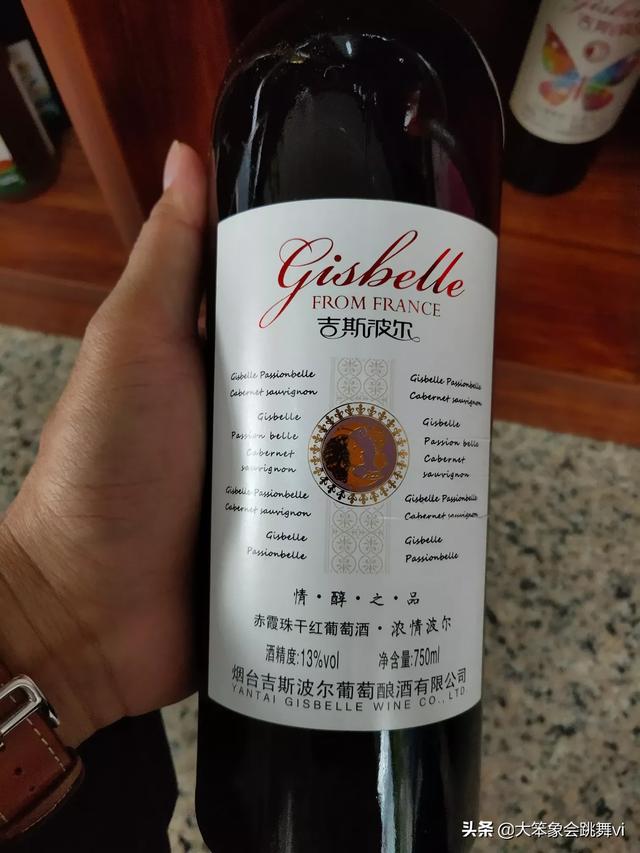 Gisbelle
FROM FRANCE
吉斯波尔
Gisbelle Passionbelle
Cabernet sauvignon
Gisbelle
Passion belle
Cabernet
sauvignon
Gisbelle Passionbelle
Cabernet sauvignon
Gisbelle
Passionbelle
Gisbelle Passionbelle
Cabernet sauvignon
Gisbelle
Passion belle
Cabernet
sauvignon
Gisbelle Passionbelle
Cabernet sauvignon
Gisbelle
Passionbelle
情·醇·之·品
赤霞珠干红葡萄酒·浓情波尔
酒精度:13%vol 净含量:750ml
烟台吉斯波尔葡萄酿酒有限公司
YANTAI GISBELLE WINE CO., LTD
头条 @大笨象会跳舞vi